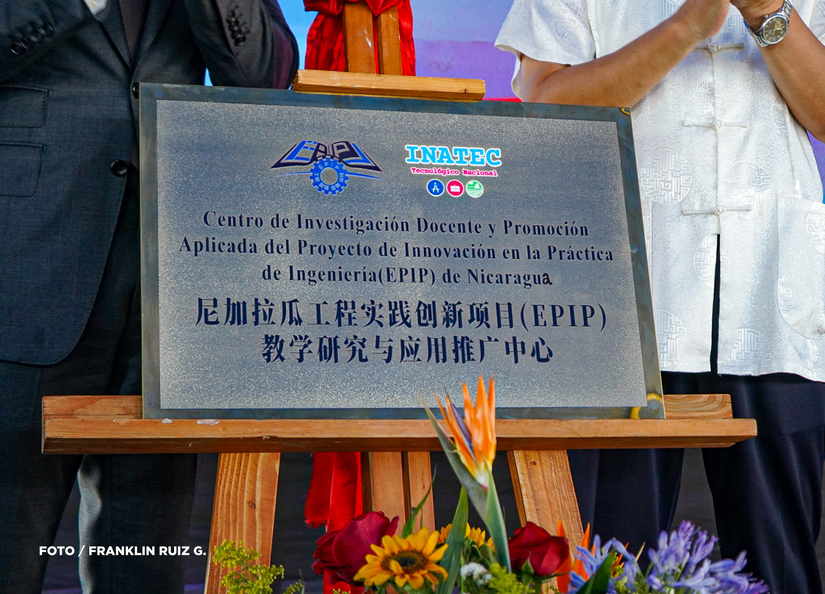 EPIP
INATEC
Tecnológico Nacional
Centro de Investigación Docente y Promoción
Aplicada del Proyecto de Innovación en la Práctica
de Ingeniería(EPIP) de Nicaragua
尼加拉瓜工程实践创新项目(EPIP)
教学研究与应用推广中心
FOTO / FRANKLIN RUIZ G.